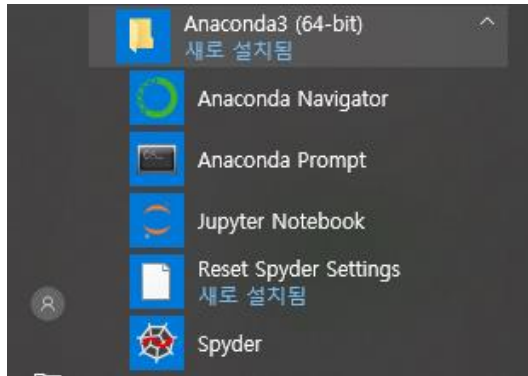 Anaconda3 (64-bit)
새로 설치됨
Anaconda Navigator
Anaconda Prompt
Jupyter Notebook
Reset Spyder Settings
새로 설치됨
Spyder